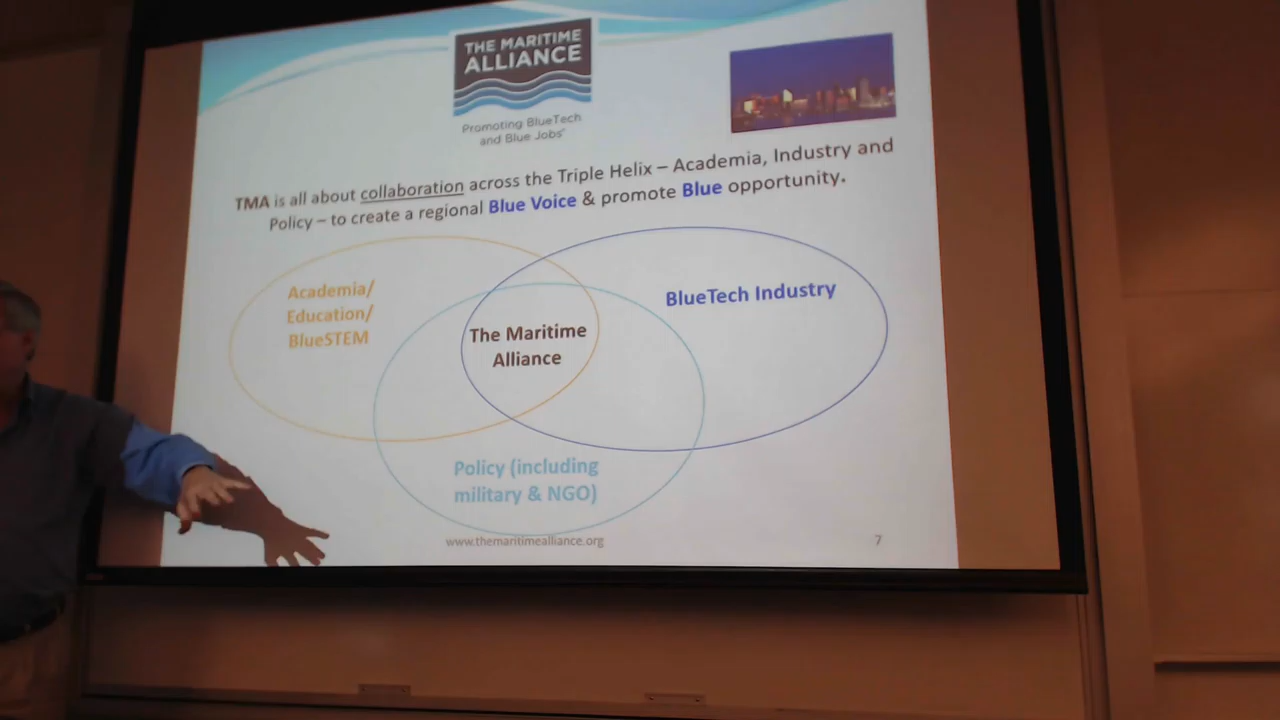 THE MARITIME
ALLIANCE
Promoting BlueTech
and Blue Jobs®
TMA is all about collaboration across the Triple Helix – Academia, Industry and
Policy – to create a regional Blue Voice & promote Blue opportunity.
Academia/
Education/
BlueSTEM
BlueTech Industry
The Maritime
Alliance
Policy (including
military & NGO)
www.themaritimealliance.org
7